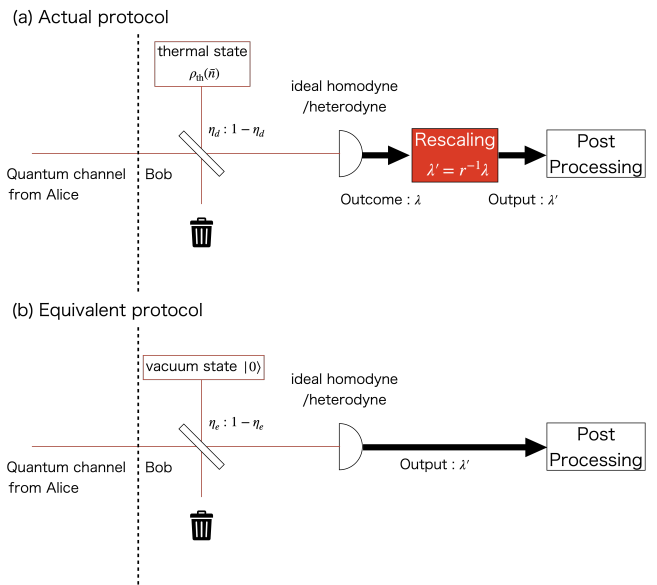 (a) Actual protocol
thermal state
ρth(n̄)
ideal homodyne
/heterodyne
ηd : 1 − ηd
Rescaling
λ′ = r⁻¹λ
Post
Processing
Quantum channel
from Alice
Bob
Outcome : λ
Output : λ′
(b) Equivalent protocol
vacuum state |0⟩
ideal homodyne
/heterodyne
ηe : 1 − ηe
Post
Processing
Quantum channel
from Alice
Bob
Output : λ′